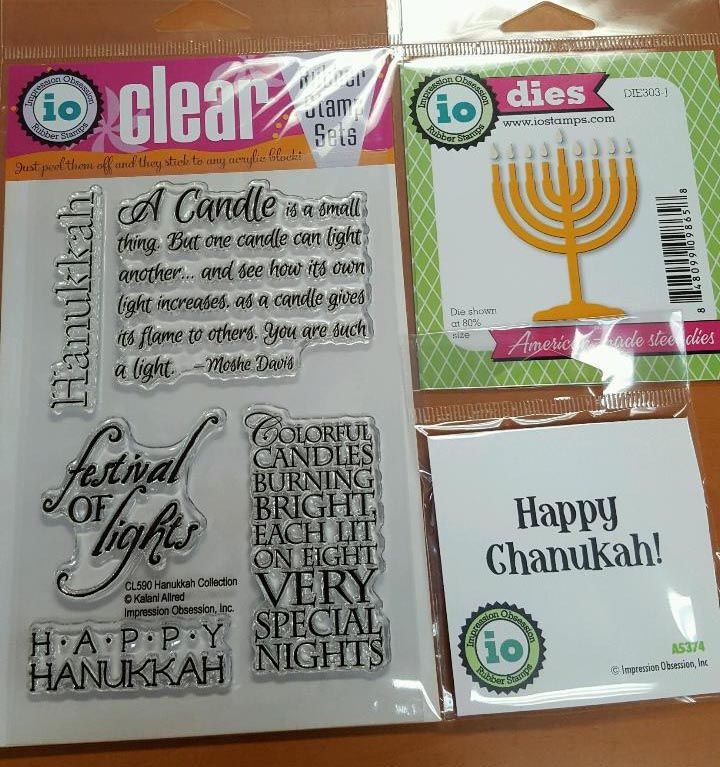 Impression Obsession
io
Rubber Stamps
clear
Rubber
Stamp
Sets
Just peel them off and they stick to any acrylic block!
Hanukkah
A Candle is a small
thing. But one candle can light
another... and see how its own
light increases, as a candle gives
its flame to others. You are such
a light. –Moshe Davis
festival
OF
lights
COLORFUL
CANDLES
BURNING
BRIGHT,
EACH LIT
ON EIGHT
VERY
SPECIAL
NIGHTS
CL590 Hanukkah Collection
© Kalani Allred
Impression Obsession, Inc.
H·A·P·P·Y
HANUKKAH
Impression Obsession
io
Rubber Stamps
dies
DIE303-J
www.iostamps.com
Die shown
at 80%
size
8 48099 09865 8
American made steel dies
Happy
Chanukah!
Impression Obsession
io
Rubber Stamps
A5374
© Impression Obsession, Inc